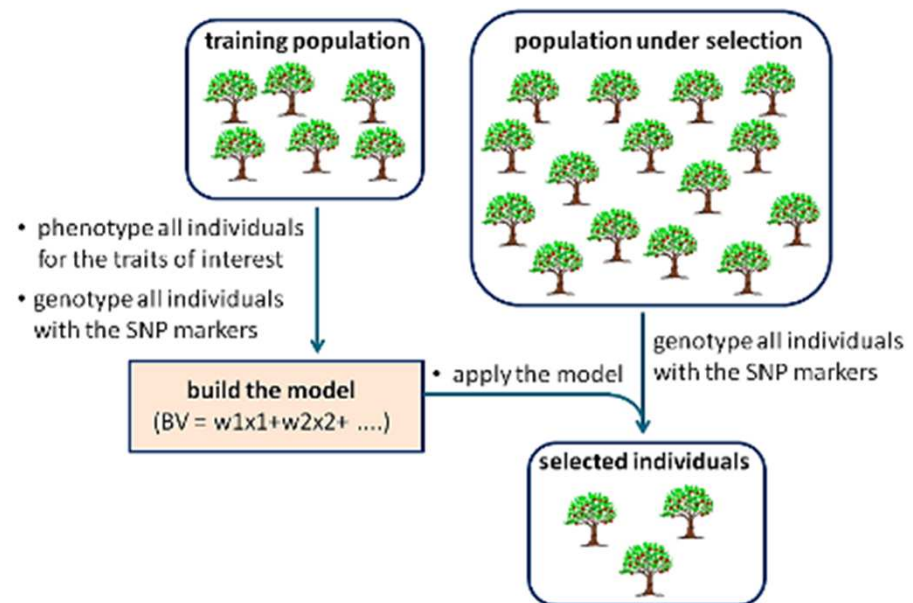 training population
population under selection
• phenotype all individuals
for the traits of interest
• genotype all individuals
with the SNP markers
build the model
(BV = w1x1+w2x2+ ....)
• apply the model
genotype all individuals
with the SNP markers
selected individuals